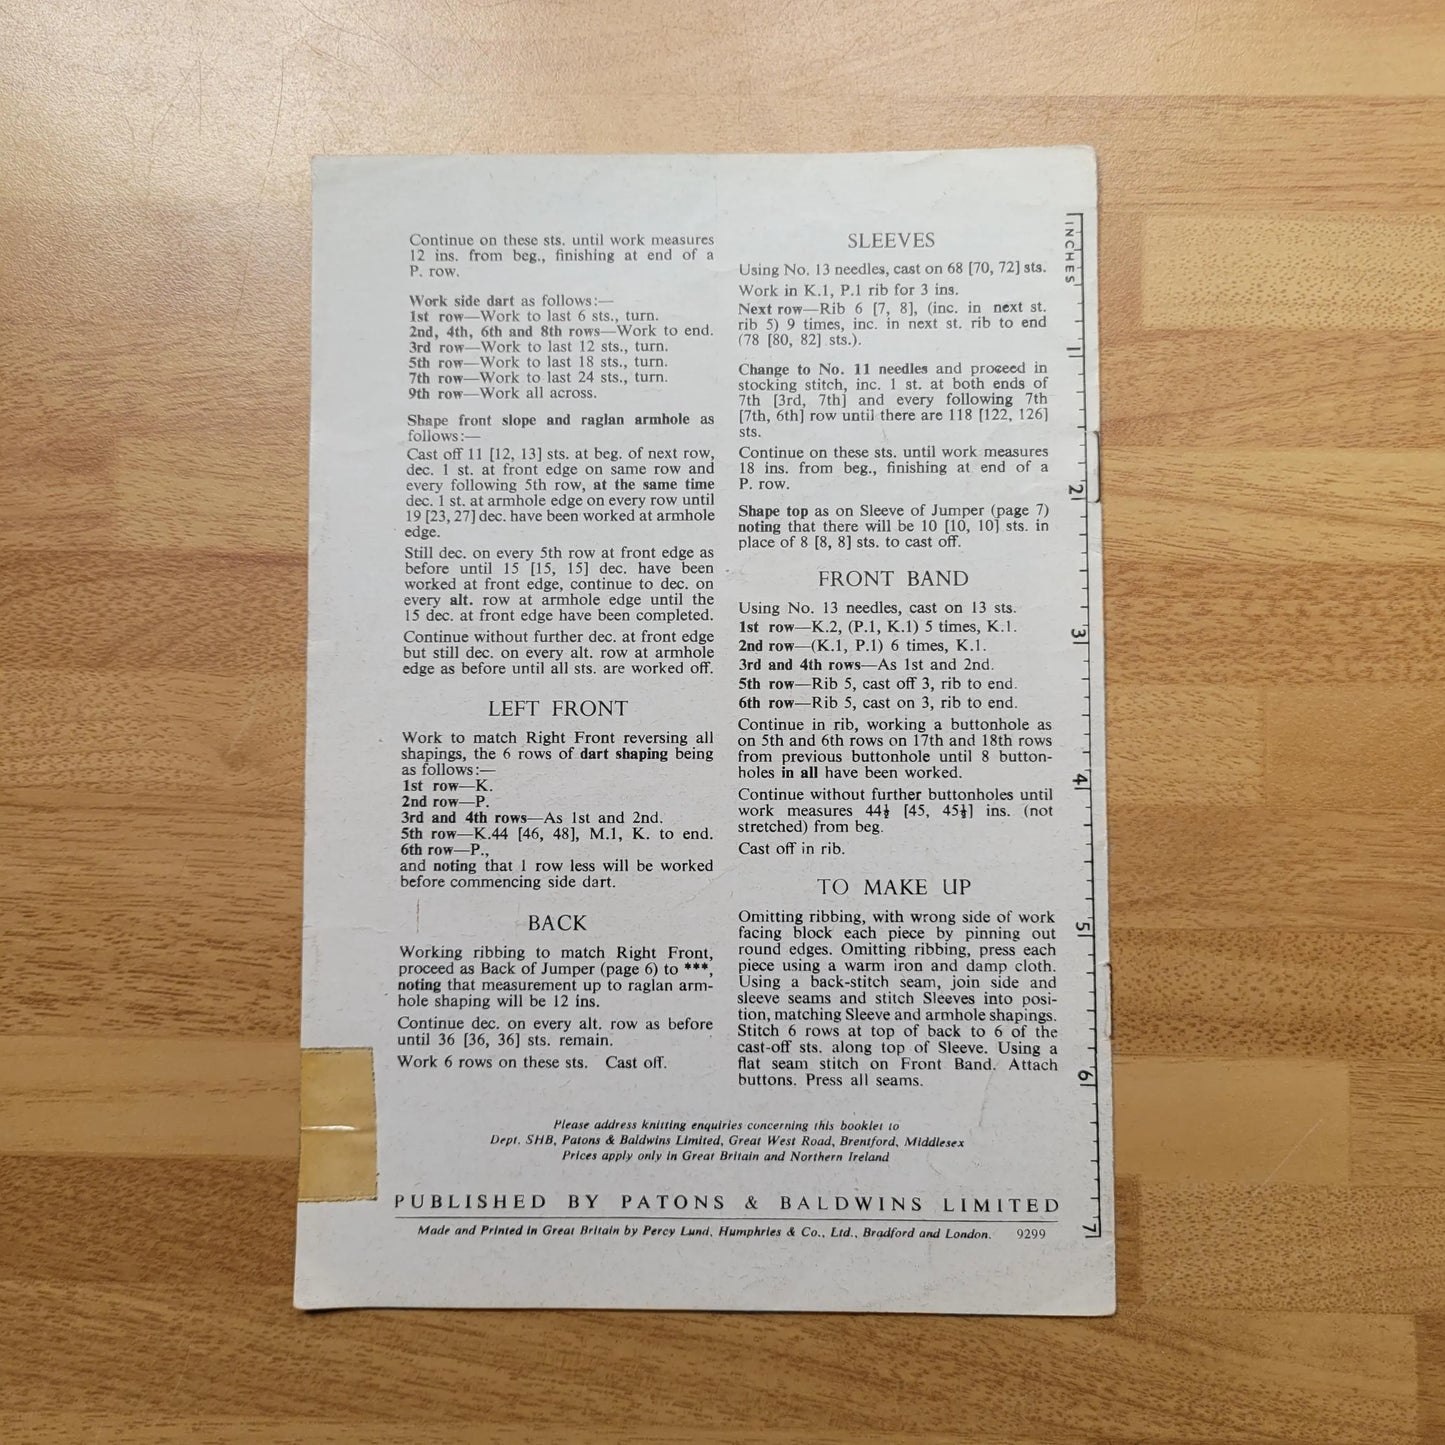 Continue on these sts. until work measures
12 ins. from beg., finishing at end of a
P. row.
Work side dart as follows:—
1st row—Work to last 6 sts., turn.
2nd, 4th, 6th and 8th rows—Work to end.
3rd row—Work to last 12 sts., turn.
5th row—Work to last 18 sts., turn.
7th row—Work to last 24 sts., turn.
9th row—Work all across.
Shape front slope and raglan armhole as
follows:—
Cast off 11 [12, 13] sts. at beg. of next row,
dec. 1 st. at front edge on same row and
every following 5th row, at the same time
dec. 1 st. at armhole edge on every row until
19 [23, 27] dec. have been worked at armhole
edge.
Still dec. on every 5th row at front edge as
before until 15 [15, 15] dec. have been
worked at front edge, continue to dec. on
every alt. row at armhole edge until the
15 dec. at front edge have been completed.
Continue without further dec. at front edge
but still dec. on every alt. row at armhole
edge as before until all sts. are worked off.
LEFT FRONT
Work to match Right Front reversing all
shapings, the 6 rows of dart shaping being
as follows:—
1st row—K.
2nd row—P.
3rd and 4th rows—As 1st and 2nd.
5th row—K.44 [46, 48], M.1, K. to end.
6th row—P.,
and noting that 1 row less will be worked
before commencing side dart.
BACK
Working ribbing to match Right Front,
proceed as Back of Jumper (page 6) to ***,
noting that measurement up to raglan arm-
hole shaping will be 12 ins.
Continue dec. on every alt. row as before
until 36 [36, 36] sts. remain.
Work 6 rows on these sts. Cast off.
SLEEVES
Using No. 13 needles, cast on 68 [70, 72] sts.
Work in K.1, P.1 rib for 3 ins.
Next row—Rib 6 [7, 8], (inc. in next st.
rib 5) 9 times, inc. in next st. rib to end
(78 [80, 82] sts.).
Change to No. 11 needles and proceed in
stocking stitch, inc. 1 st. at both ends of
7th [3rd, 7th] and every following 7th
[7th, 6th] row until there are 118 [122, 126]
sts.
Continue on these sts. until work measures
18 ins. from beg., finishing at end of a
P. row.
Shape top as on Sleeve of Jumper (page 7)
noting that there will be 10 [10, 10] sts. in
place of 8 [8, 8] sts. to cast off.
FRONT BAND
Using No. 13 needles, cast on 13 sts.
1st row—K.2, (P.1, K.1) 5 times, K.1.
2nd row—(K.1, P.1) 6 times, K.1.
3rd and 4th rows—As 1st and 2nd.
5th row—Rib 5, cast off 3, rib to end.
6th row—Rib 5, cast on 3, rib to end.
Continue in rib, working a buttonhole as
on 5th and 6th rows on 17th and 18th rows
from previous buttonhole until 8 button-
holes in all have been worked.
Continue without further buttonholes until
work measures 44½ [45, 45½] ins. (not
stretched) from beg.
Cast off in rib.
TO MAKE UP
Omitting ribbing, with wrong side of work
facing block each piece by pinning out
round edges. Omitting ribbing, press each
piece using a warm iron and damp cloth.
Using a back-stitch seam, join side and
sleeve seams and stitch Sleeves into posi-
tion, matching Sleeve and armhole shapings.
Stitch 6 rows at top of back to 6 of the
cast-off sts. along top of Sleeve. Using a
flat seam stitch on Front Band. Attach
buttons. Press all seams.
Please address knitting enquiries concerning this booklet to
Dept. SHB, Patons & Baldwins Limited, Great West Road, Brentford, Middlesex
Prices apply only in Great Britain and Northern Ireland
PUBLISHED BY PATONS & BALDWINS LIMITED
Made and Printed in Great Britain by Percy Lund, Humphries & Co., Ltd., Bradford and London. 9299
INCHES
1
2
3
4
5
6
7